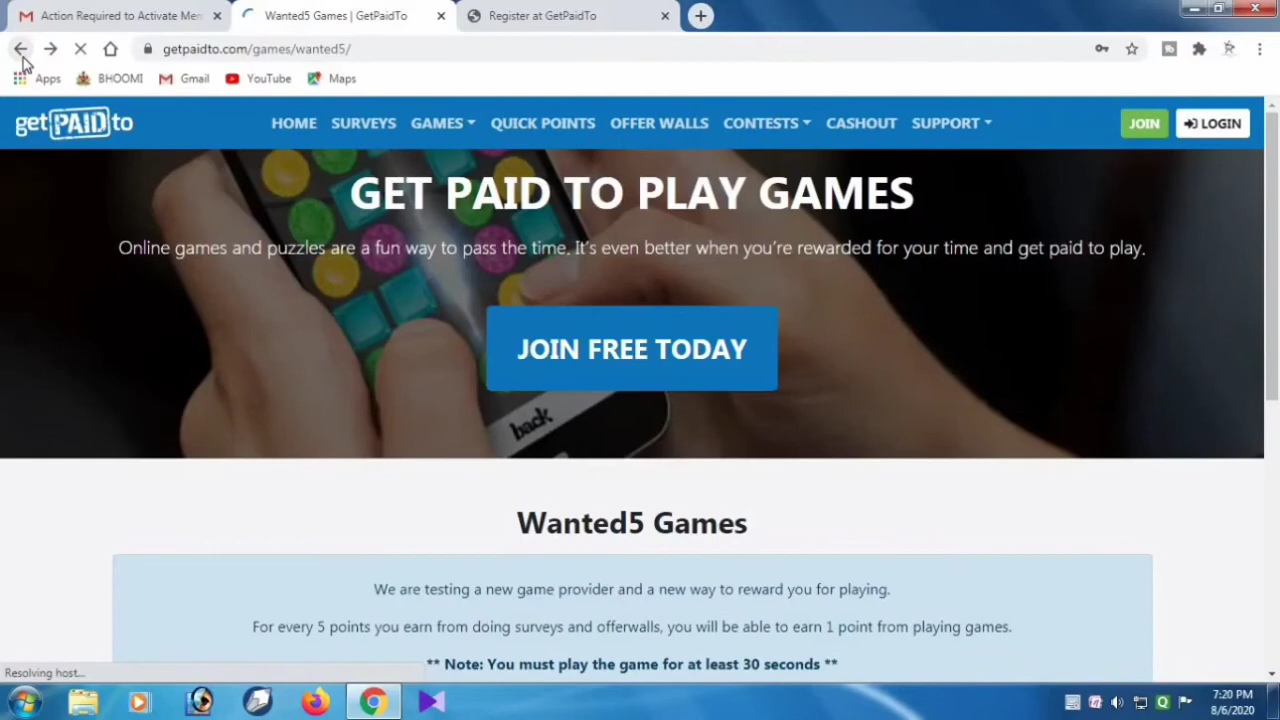 Action Required to Activate Mem
Wanted5 Games | GetPaidTo
Register at GetPaidTo
getpaidto.com/games/wanted5/
Apps
BHOOMI
Gmail
YouTube
Maps
get PAID to
HOME
SURVEYS
GAMES
QUICK POINTS
OFFER WALLS
CONTESTS
CASHOUT
SUPPORT
JOIN
LOGIN
GET PAID TO PLAY GAMES
Online games and puzzles are a fun way to pass the time. It's even better when you're rewarded for your time and get paid to play.
JOIN FREE TODAY
back
Wanted5 Games
We are testing a new game provider and a new way to reward you for playing.
For every 5 points you earn from doing surveys and offerwalls, you will be able to earn 1 point from playing games.
** Note: You must play the game for at least 30 seconds **
Resolving host...
7:20 PM
8/6/2020